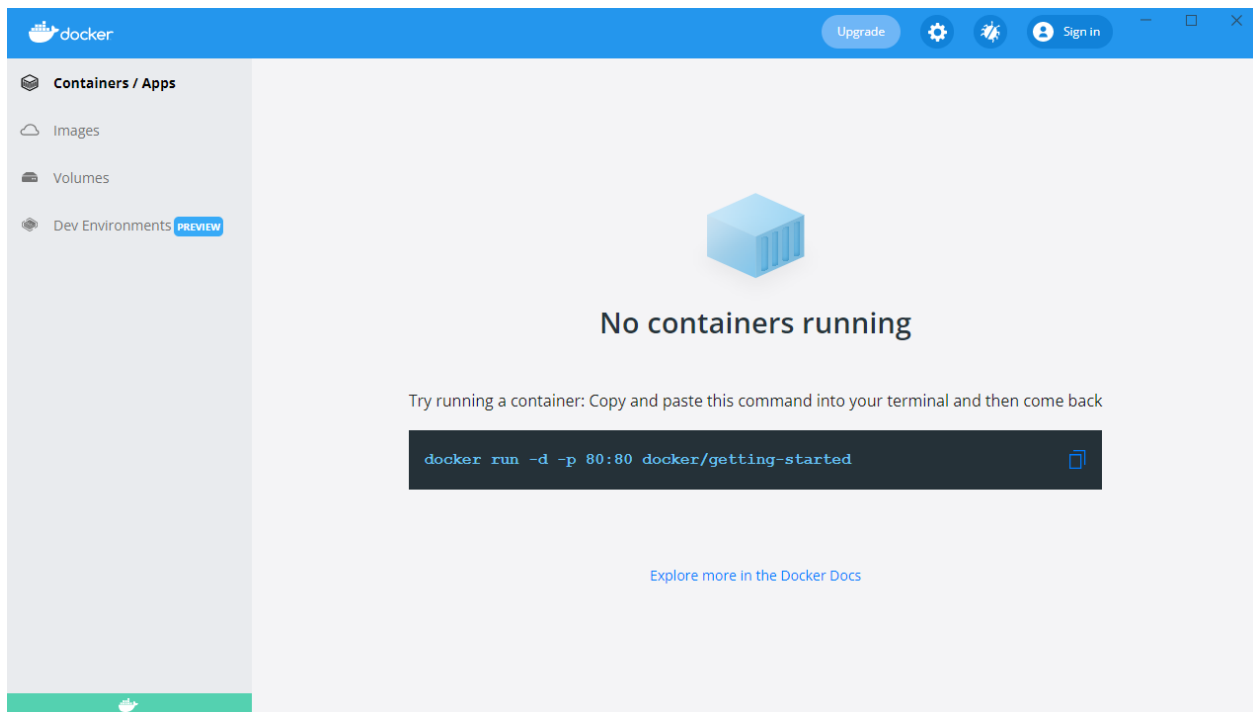 docker
Upgrade
Sign in
Containers / Apps
Images
Volumes
Dev Environments PREVIEW
No containers running
Try running a container: Copy and paste this command into your terminal and then come back
docker run -d -p 80:80 docker/getting-started
Explore more in the Docker Docs